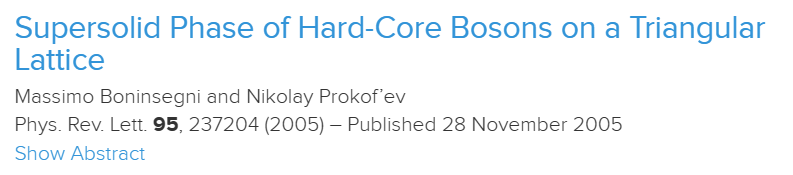 Supersolid Phase of Hard-Core Bosons on a Triangular
Lattice
Massimo Boninsegni and Nikolay Prokof’ev
Phys. Rev. Lett. 95, 237204 (2005) – Published 28 November 2005
Show Abstract